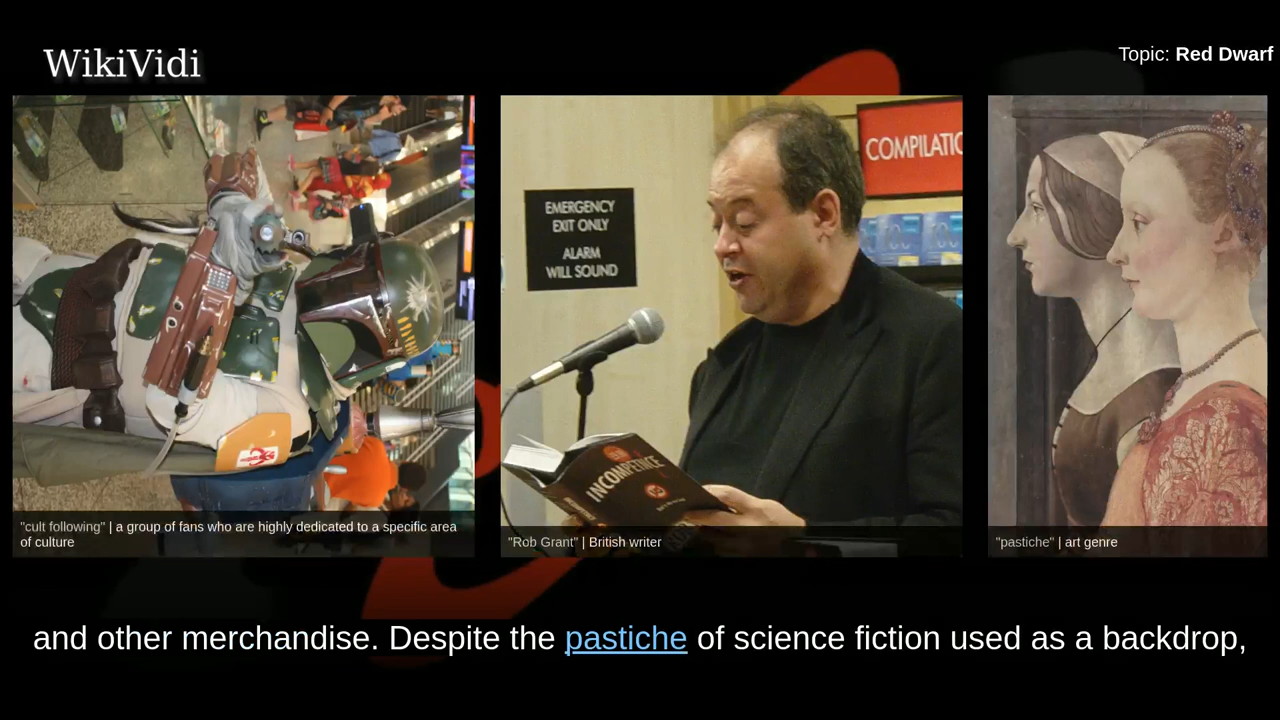 WikiVidi
Topic: Red Dwarf
COMPILATIO
EMERGENCY
EXIT ONLY
ALARM
WILL SOUND
INCOMPETENCE
"cult following" | a group of fans who are highly dedicated to a specific area
of culture
"Rob Grant" | British writer
"pastiche" | art genre
and other merchandise. Despite the pastiche of science fiction used as a backdrop,